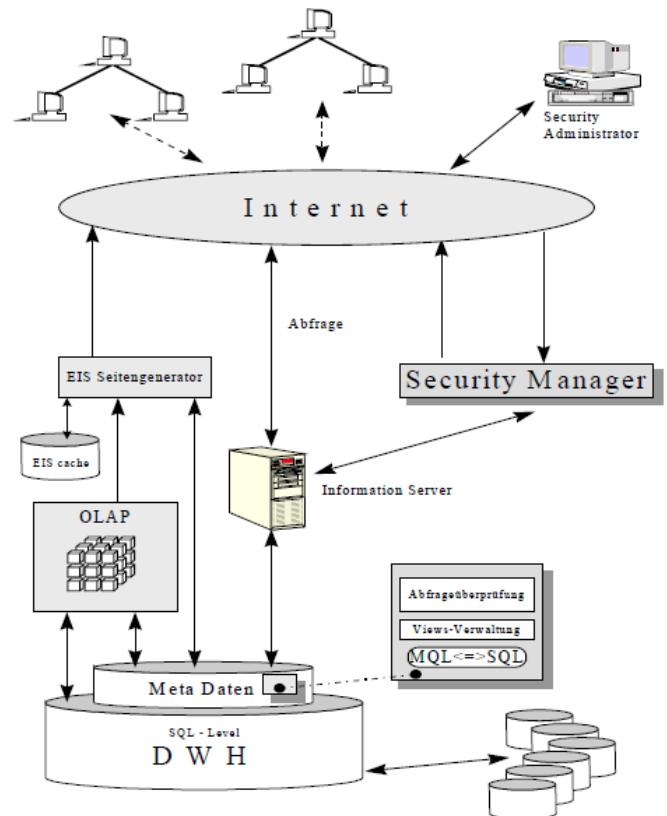 Security
Administrator
Internet
Abfrage
EIS Seitengenerator
Security Manager
EIS cache
Information Server
OLAP
Abfrageüberprüfung
Views-Verwaltung
MQL<=>SQL
Meta Daten
SQL - Level
DWH